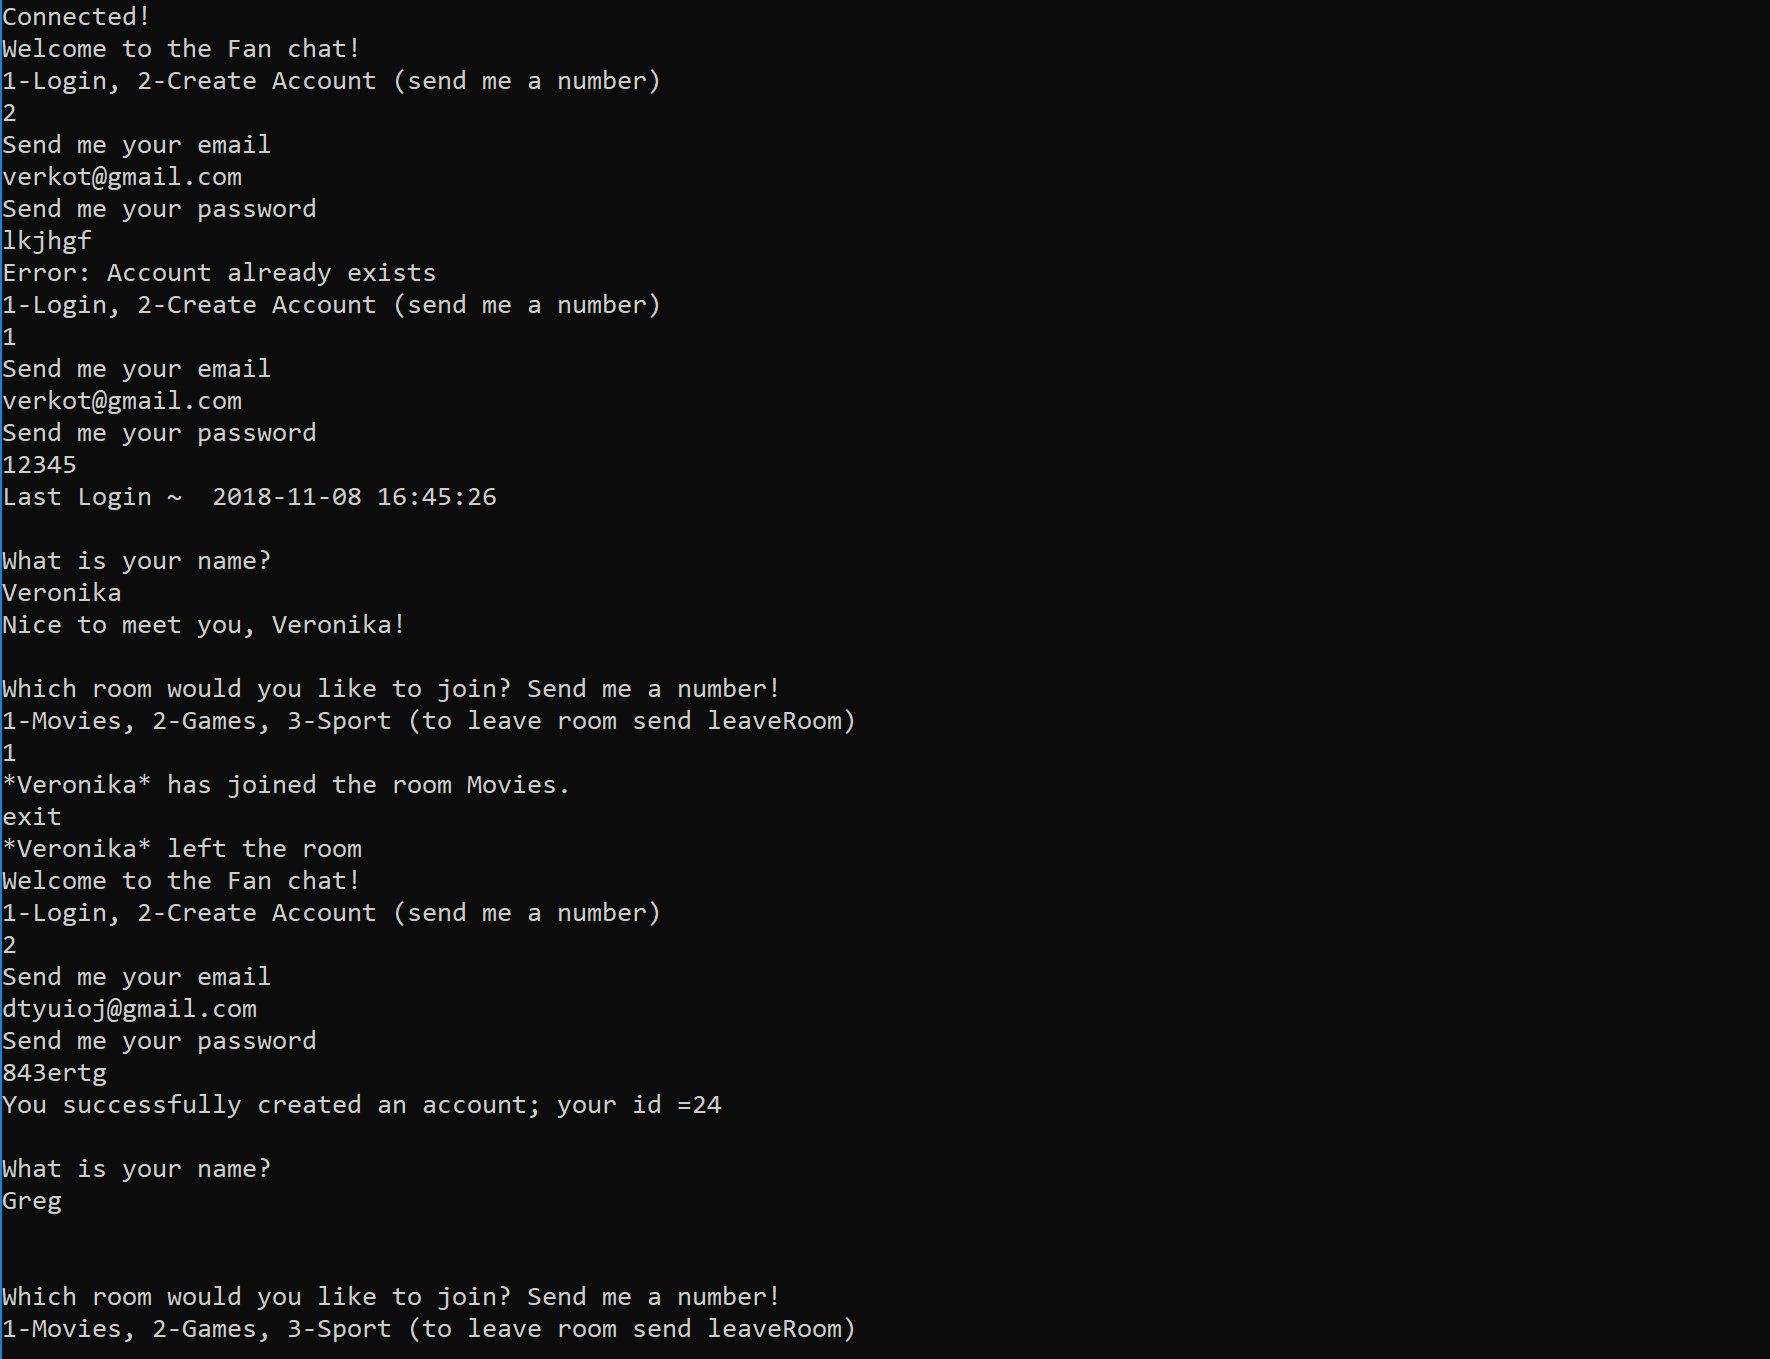 Connected!
Welcome to the Fan chat!
1-Login, 2-Create Account (send me a number)
2
Send me your email
verkot@gmail.com
Send me your password
lkjhgf
Error: Account already exists
1-Login, 2-Create Account (send me a number)
1
Send me your email
verkot@gmail.com
Send me your password
12345
Last Login ~  2018-11-08 16:45:26

What is your name?
Veronika
Nice to meet you, Veronika!

Which room would you like to join? Send me a number!
1-Movies, 2-Games, 3-Sport (to leave room send leaveRoom)
1
*Veronika* has joined the room Movies.
exit
*Veronika* left the room
Welcome to the Fan chat!
1-Login, 2-Create Account (send me a number)
2
Send me your email
dtyuioj@gmail.com
Send me your password
843ertg
You successfully created an account; your id =24

What is your name?
Greg


Which room would you like to join? Send me a number!
1-Movies, 2-Games, 3-Sport (to leave room send leaveRoom)